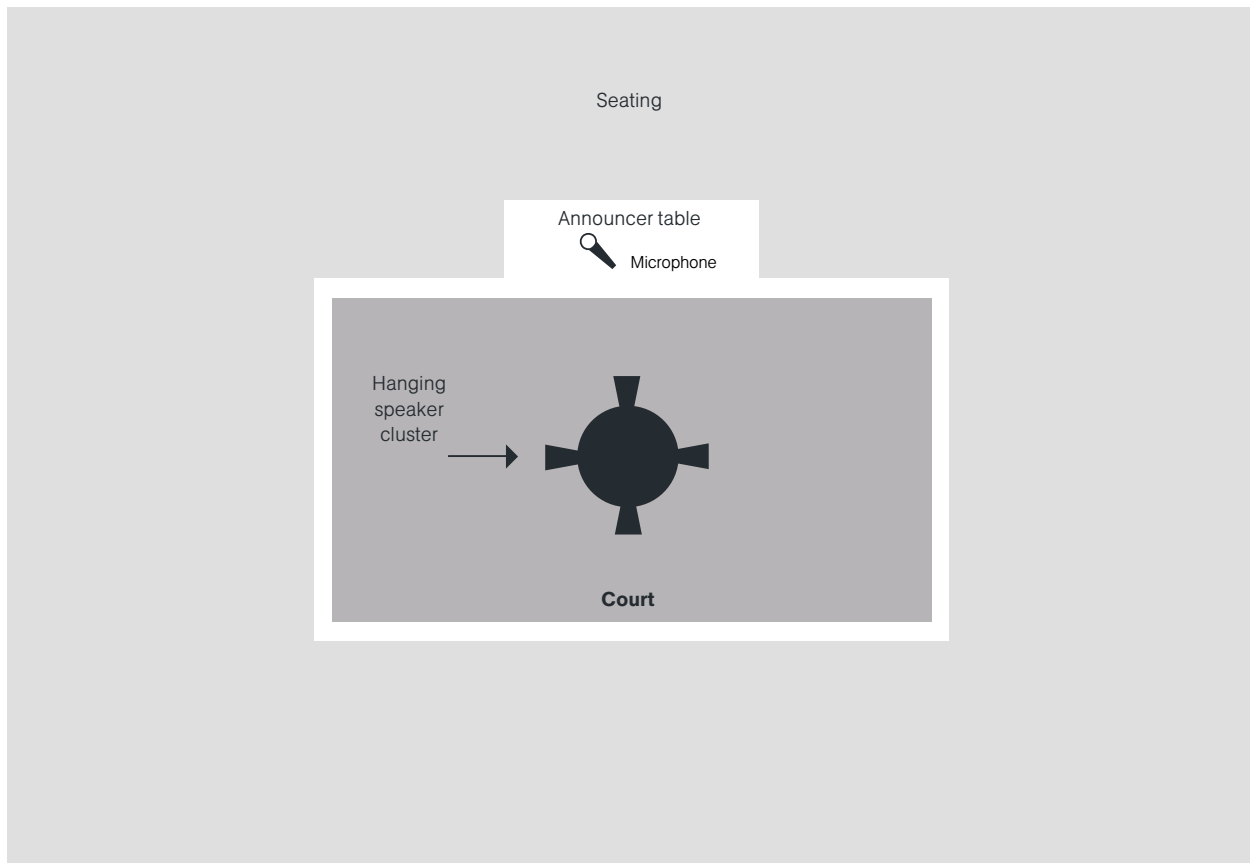 Seating
Announcer table
Microphone
Hanging
speaker
cluster
Court